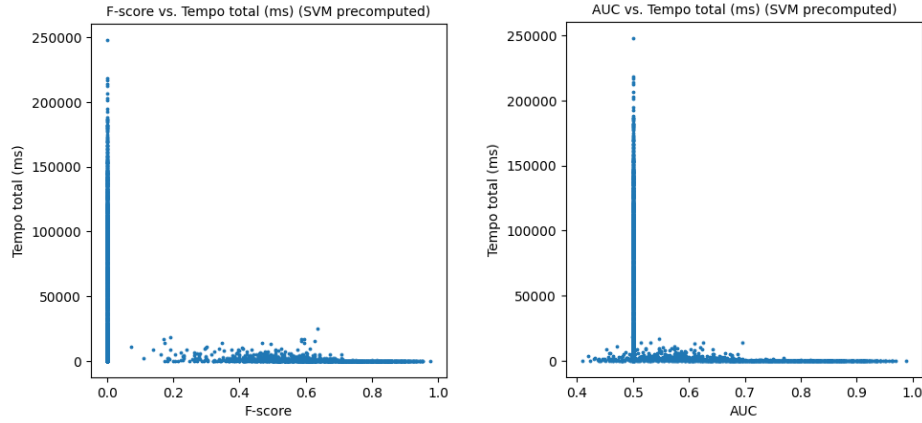 F-score vs. Tempo total (ms) (SVM precomputed)
250000
200000
150000
100000
50000
0
Tempo total (ms)
0.0 0.2 0.4 0.6 0.8 1.0
F-score
AUC vs. Tempo total (ms) (SVM precomputed)
250000
200000
150000
100000
50000
0
Tempo total (ms)
0.4 0.5 0.6 0.7 0.8 0.9 1.0
AUC